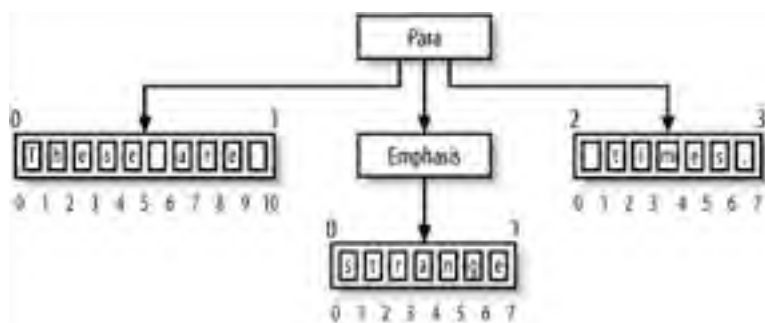 Para
0 1 2 3
These are
Emphasis
times.
0 1 2 3 4 5 6 7 8 9 10
0 1 2 3 4 5 6 7
0 1
strange
0 1 2 3 4 5 6 7